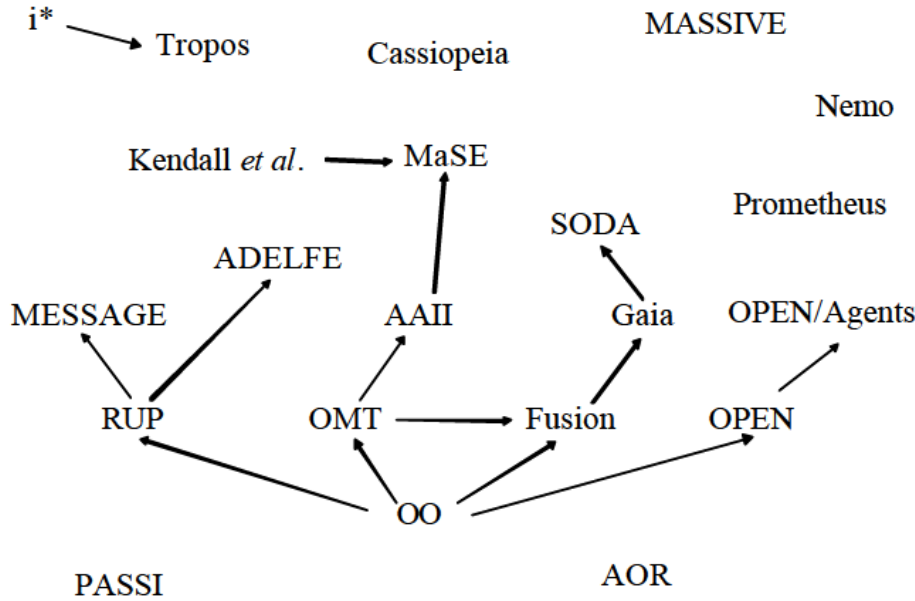 i*
MASSIVE
Tropos
Cassiopeia
Nemo
Kendall et al.
MaSE
Prometheus
SODA
ADELFE
MESSAGE
AAII
Gaia
OPEN/Agents
RUP
OMT
Fusion
OPEN
OO
PASSI
AOR